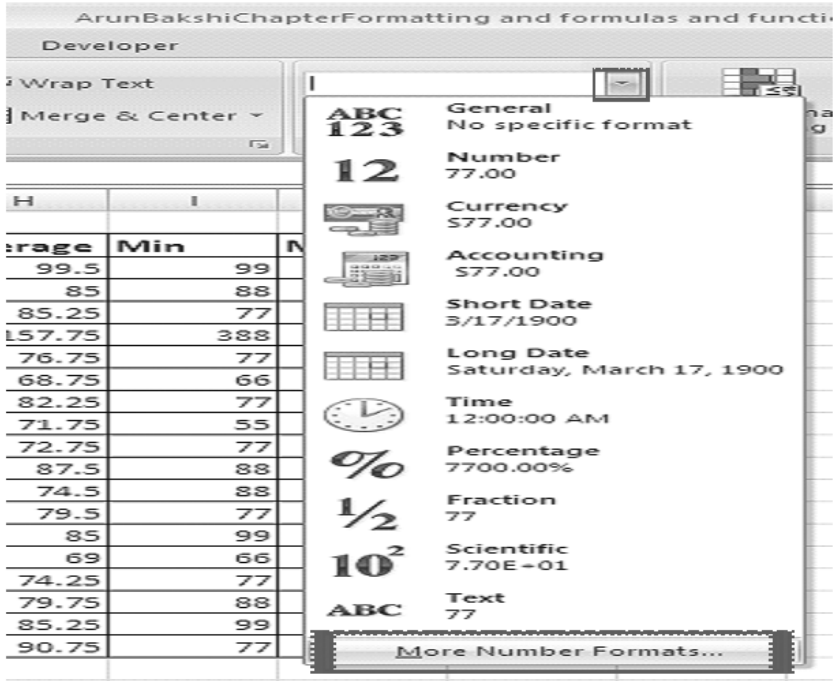 ArunBakshiChapterFormatting and formulas and functi
Developer
Wrap Text
Merge & Center
H I
erage Min
99.5 99
85 88
85.25 77
157.75 388
76.75 77
68.75 66
82.25 77
71.75 55
72.75 77
87.5 88
74.5 88
79.5 77
85 99
69 66
74.25 77
79.75 88
85.25 99
90.75 77
ABC
123
General
No specific format
12
Number
77.00
Currency
$77.00
Accounting
$77.00
Short Date
3/17/1900
Long Date
Saturday, March 17, 1900
Time
12:00:00 AM
%
Percentage
7700.00%
1/2
Fraction
77
10²
Scientific
7.70E+01
ABC
Text
77
More Number Formats...